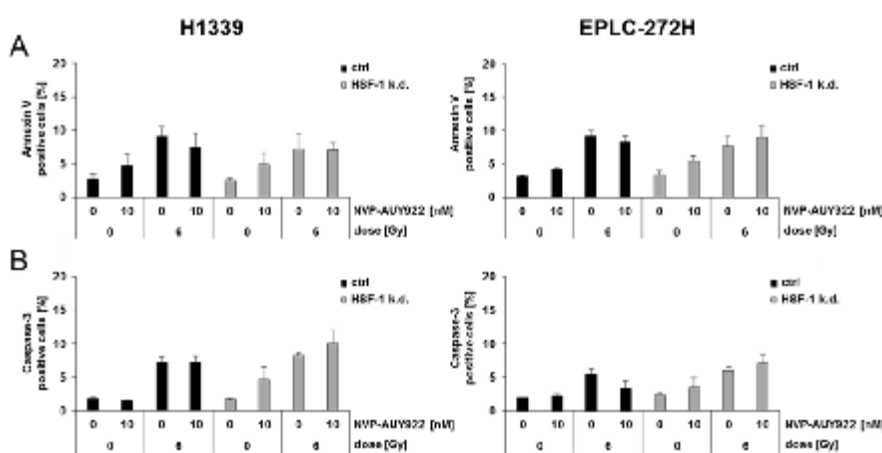 H1339 EPLC-272H
A
Annexin V
positive cells [%]
20
15
10
5
0
ctrl
HSF-1 k.d.
0 10 0 10 0 10 0 10 NVP-AUY922 [nM]
0 6 0 6 dose [Gy]
Annexin V
positive cells [%]
20
15
10
5
0
ctrl
HSF-1 k.d.
0 10 0 10 0 10 0 10 NVP-AUY922 [nM]
0 6 0 6 dose [Gy]
B
Caspase-3
positive cells [%]
20
15
10
5
0
ctrl
HSF-1 k.d.
0 10 0 10 0 10 0 10 NVP-AUY922 [nM]
0 6 0 6 dose [Gy]
Caspase-3
positive cells [%]
20
15
10
5
0
ctrl
HSF-1 k.d.
0 10 0 10 0 10 0 10 NVP-AUY922 [nM]
0 6 0 6 dose [Gy]